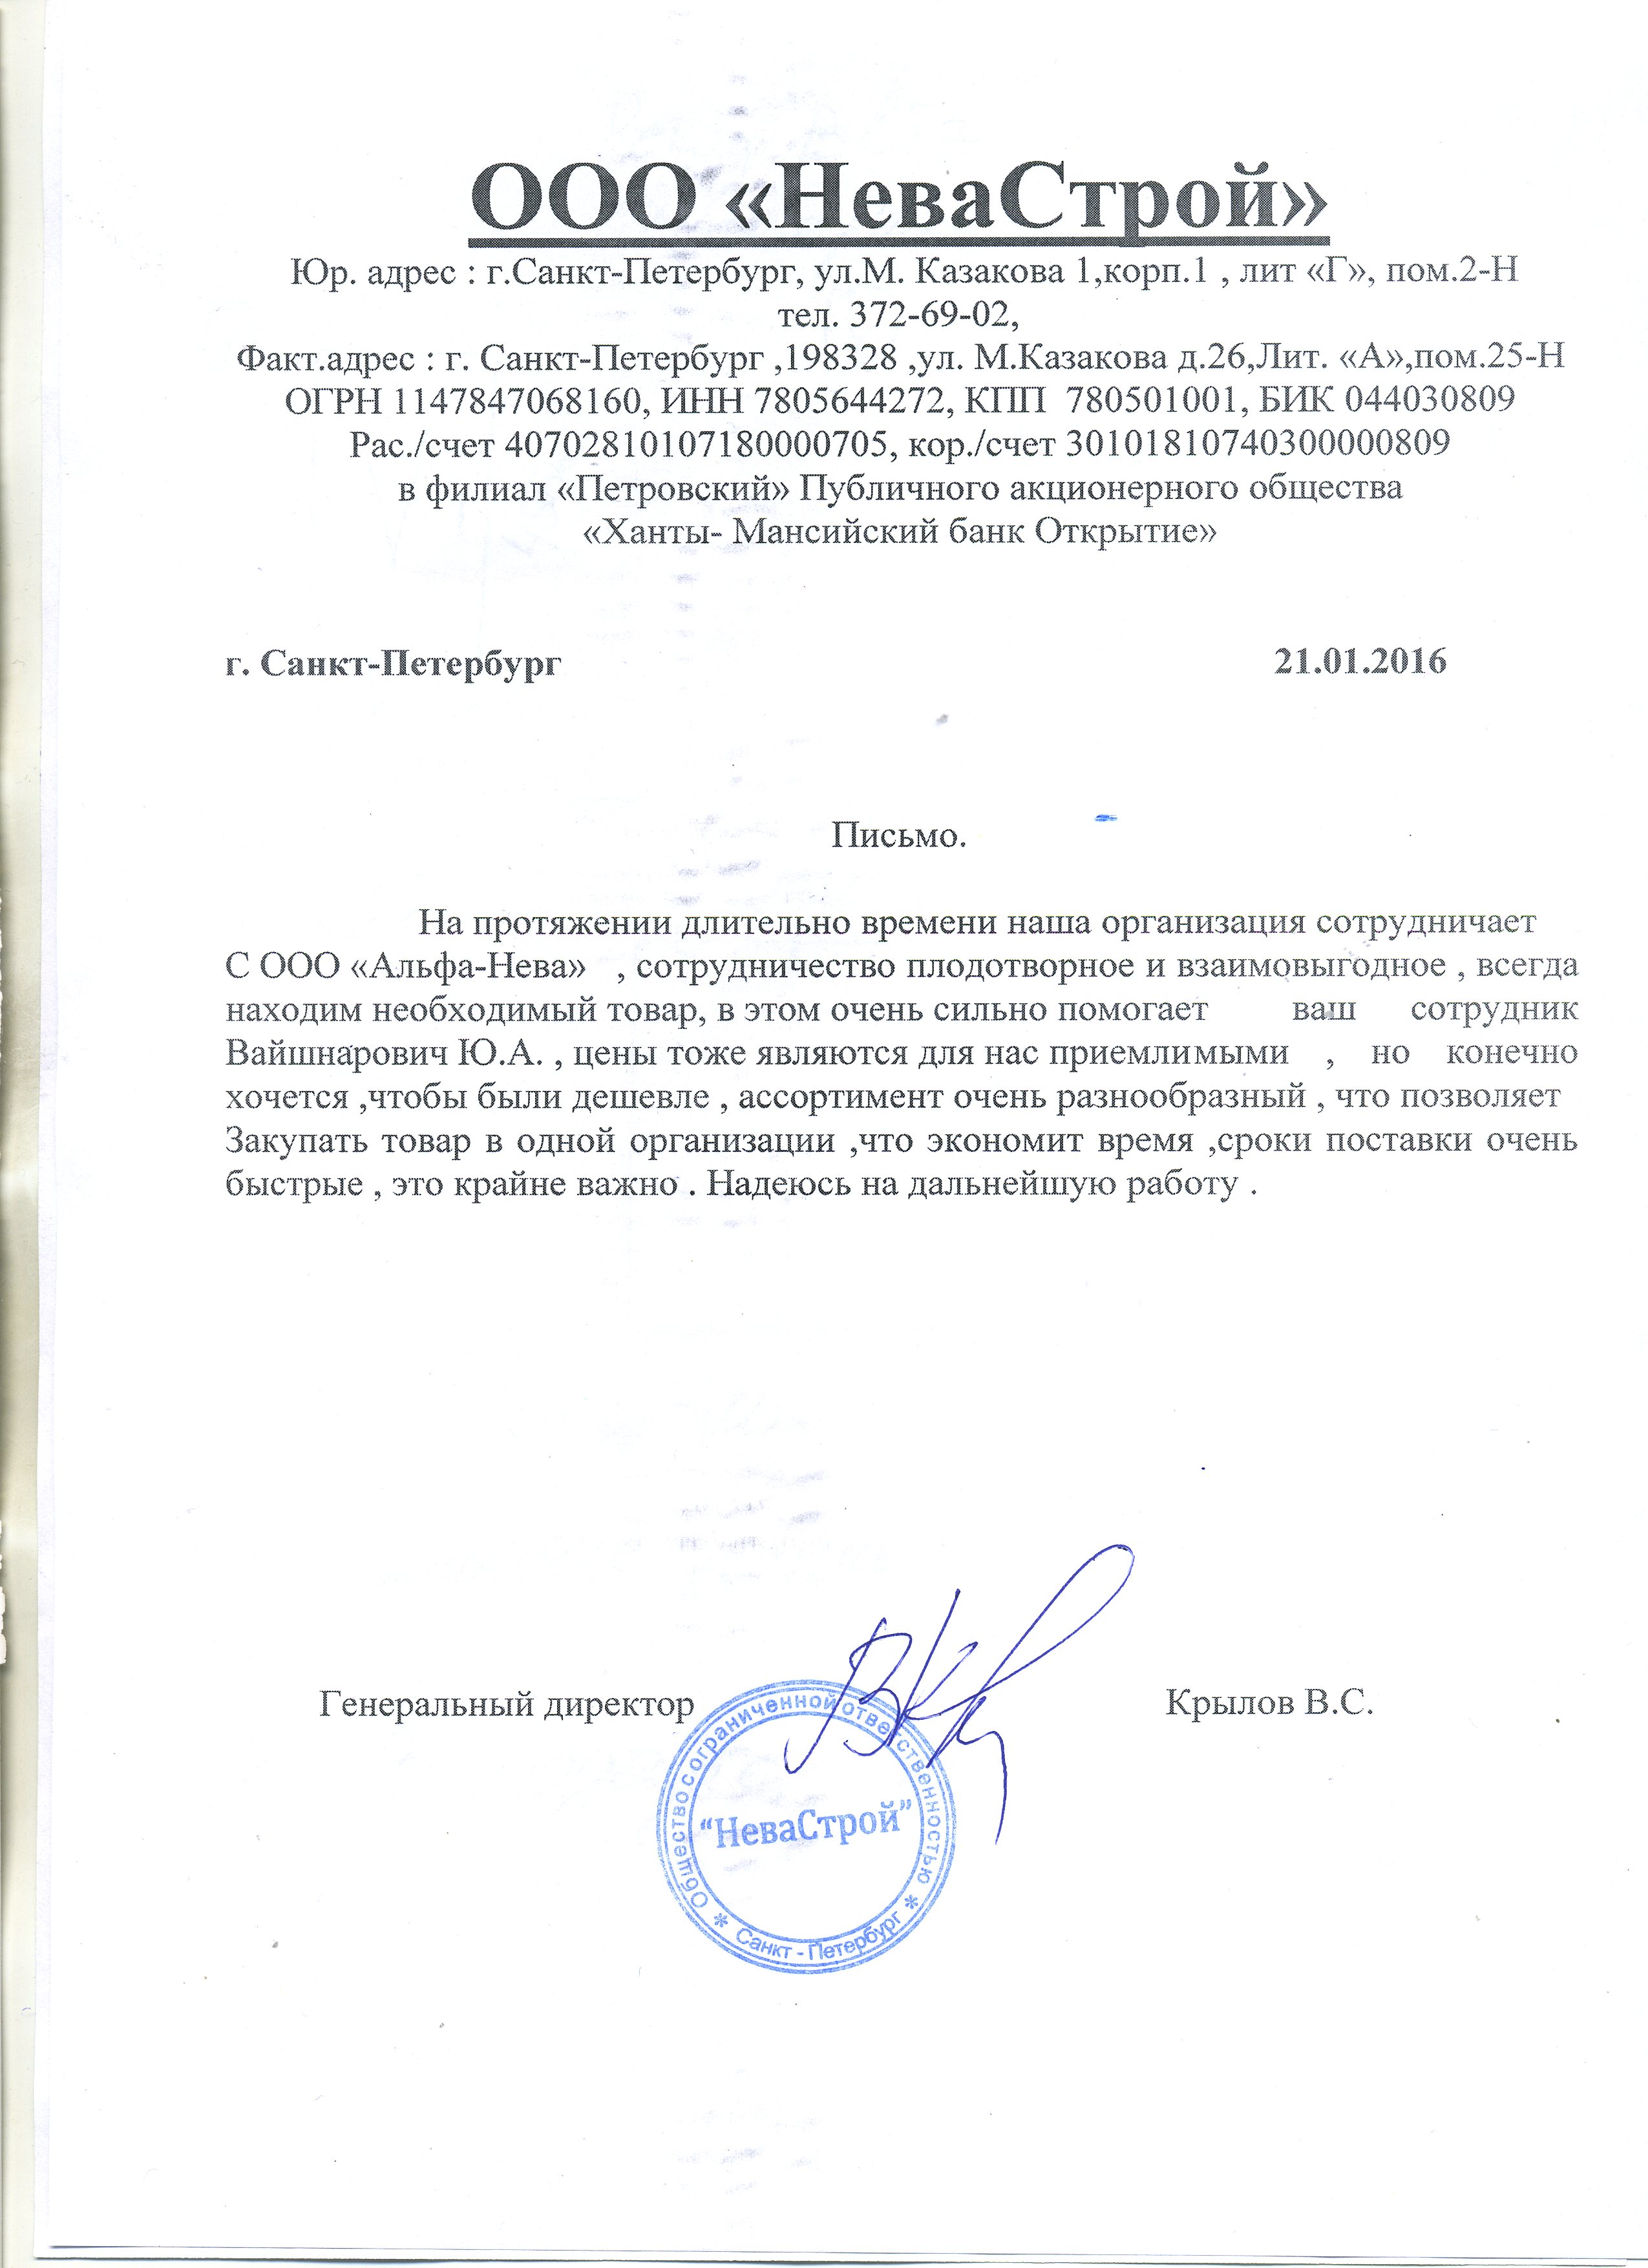 ООО «НеваСтрой»
Юр. адрес : г.Санкт-Петербург, ул.М. Казакова 1,корп.1 , лит «Г», пом.2-Н
тел. 372-69-02,
Факт.адрес : г. Санкт-Петербург ,198328 ,ул. М.Казакова д.26,Лит. «А»,пом.25-Н
ОГРН 1147847068160, ИНН 7805644272, КПП 780501001, БИК 044030809
Рас./счет 40702810107180000705, кор./счет 30101810740300000809
в филиал «Петровский» Публичного акционерного общества
«Ханты- Мансийский банк Открытие»
г. Санкт-Петербург 21.01.2016
Письмо.
На протяжении длительно времени наша организация сотрудничает
С ООО «Альфа-Нева» , сотрудничество плодотворное и взаимовыгодное , всегда
находим необходимый товар, в этом очень сильно помогает ваш сотрудник
Вайшнарович Ю.А. , цены тоже являются для нас приемлимыми , но конечно
хочется ,чтобы были дешевле , ассортимент очень разнообразный , что позволяет
Закупать товар в одной организации ,что экономит время ,сроки поставки очень
быстрые , это крайне важно . Надеюсь на дальнейшую работу .
Генеральный директор Крылов В.С.
Общество с ограниченной ответственностью
“НеваСтрой”
* Санкт - Петербург *